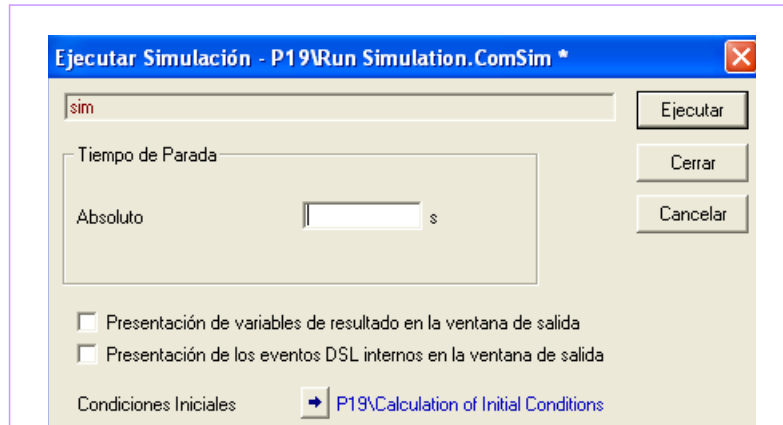 Ejecutar Simulación - P19\Run Simulation.ComSim *
sim
Ejecutar
Tiempo de Parada
Cerrar
Absoluto s
Cancelar
Presentación de variables de resultado en la ventana de salida
Presentación de los eventos DSL internos en la ventana de salida
Condiciones Iniciales P19\Calculation of Initial Conditions